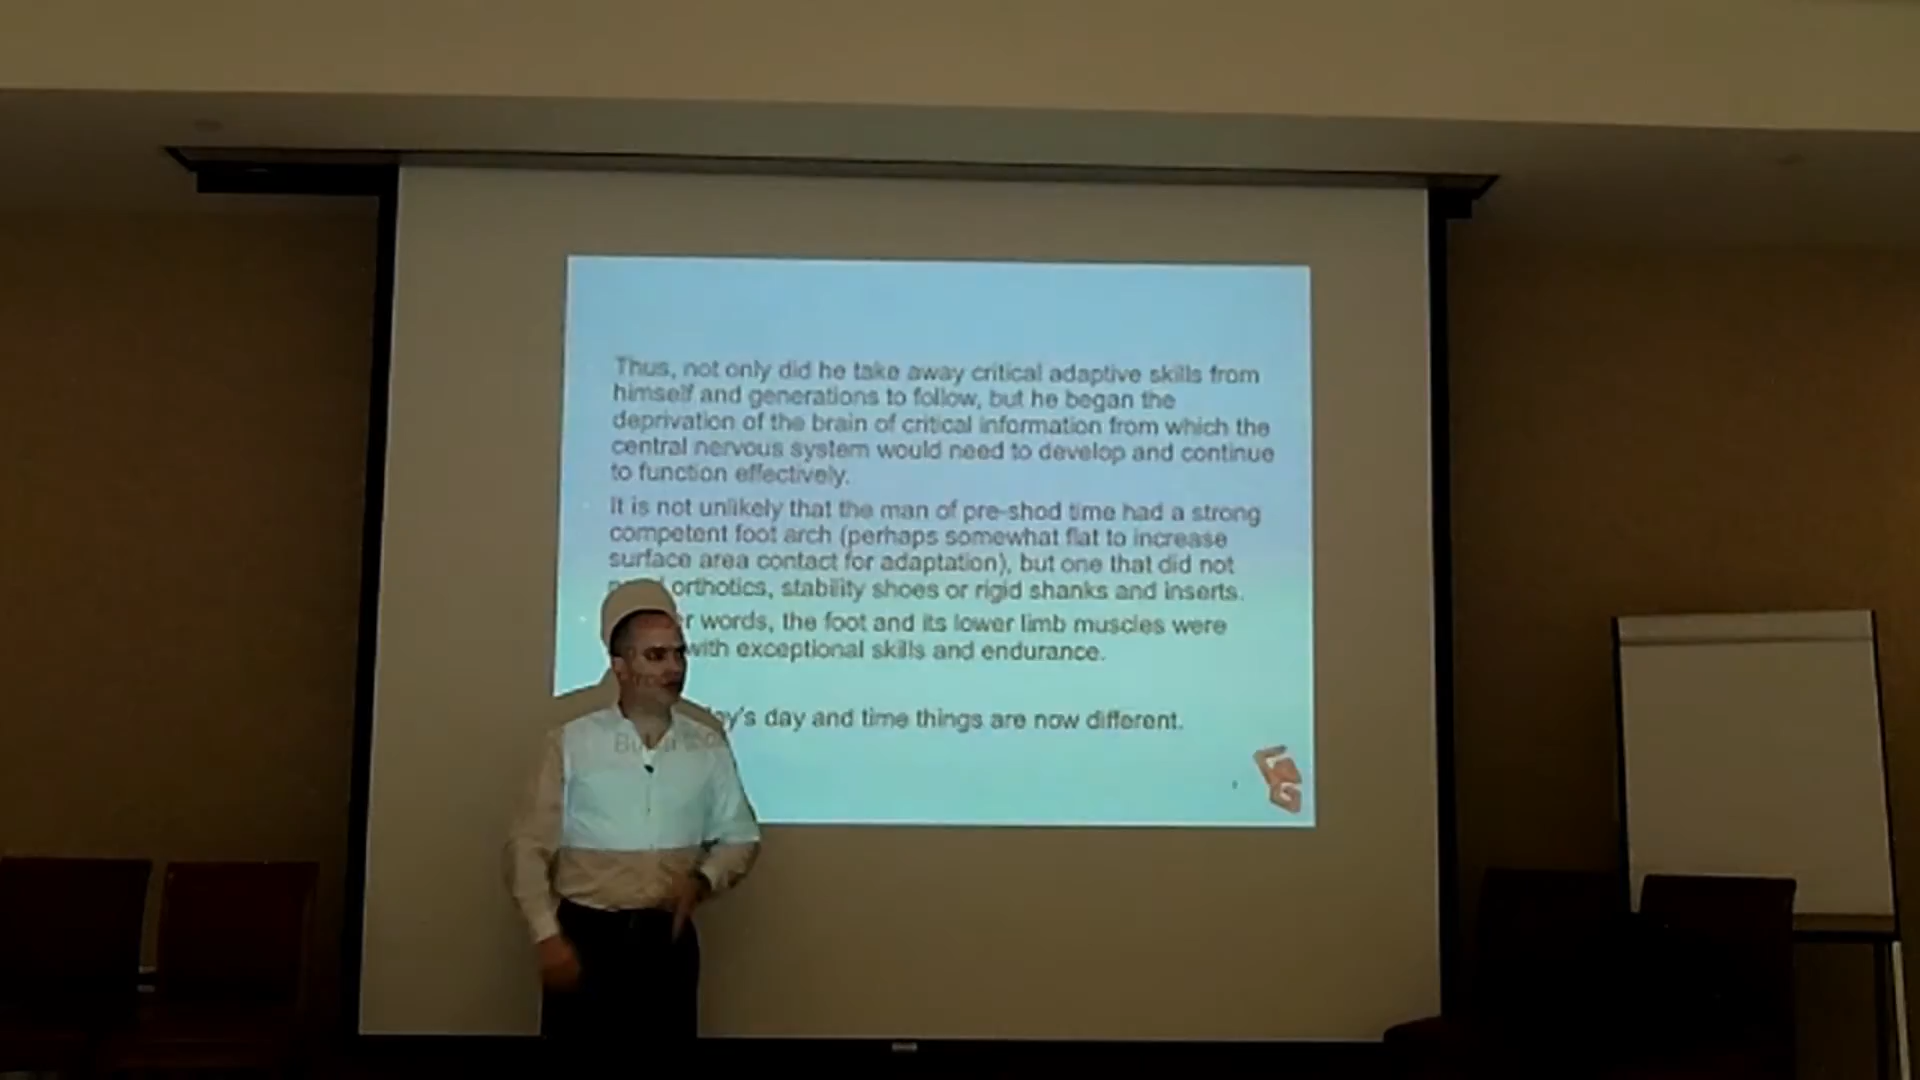 Thus, not only did he take away critical adaptive skills from
himself and generations to follow, but he began the
deprivation of the brain of critical information from which the
central nervous system would need to develop and continue
to function effectively.
It is not unlikely that the man of pre-shod time had a strong
competent foot arch (perhaps somewhat flat to increase
surface area contact for adaptation), but one that did not
orthotics, stability shoes or rigid shanks and inserts.
words, the foot and its lower limb muscles were
with exceptional skills and endurance.
day and time things are now different.